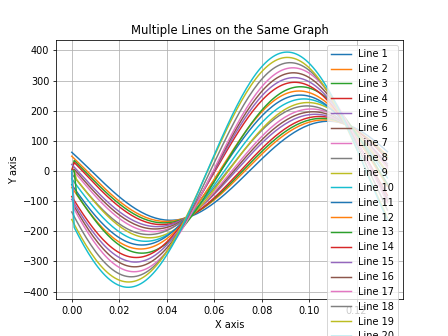 Multiple Lines on the Same Graph
Y axis
400
300
200
100
0
−100
−200
−300
−400
0.00
0.02
0.04
0.06
0.08
0.10
X axis
Line 1
Line 2
Line 3
Line 4
Line 5
Line 6
Line 7
Line 8
Line 9
Line 10
Line 11
Line 12
Line 13
Line 14
Line 15
Line 16
Line 17
Line 18
Line 19
Line 20